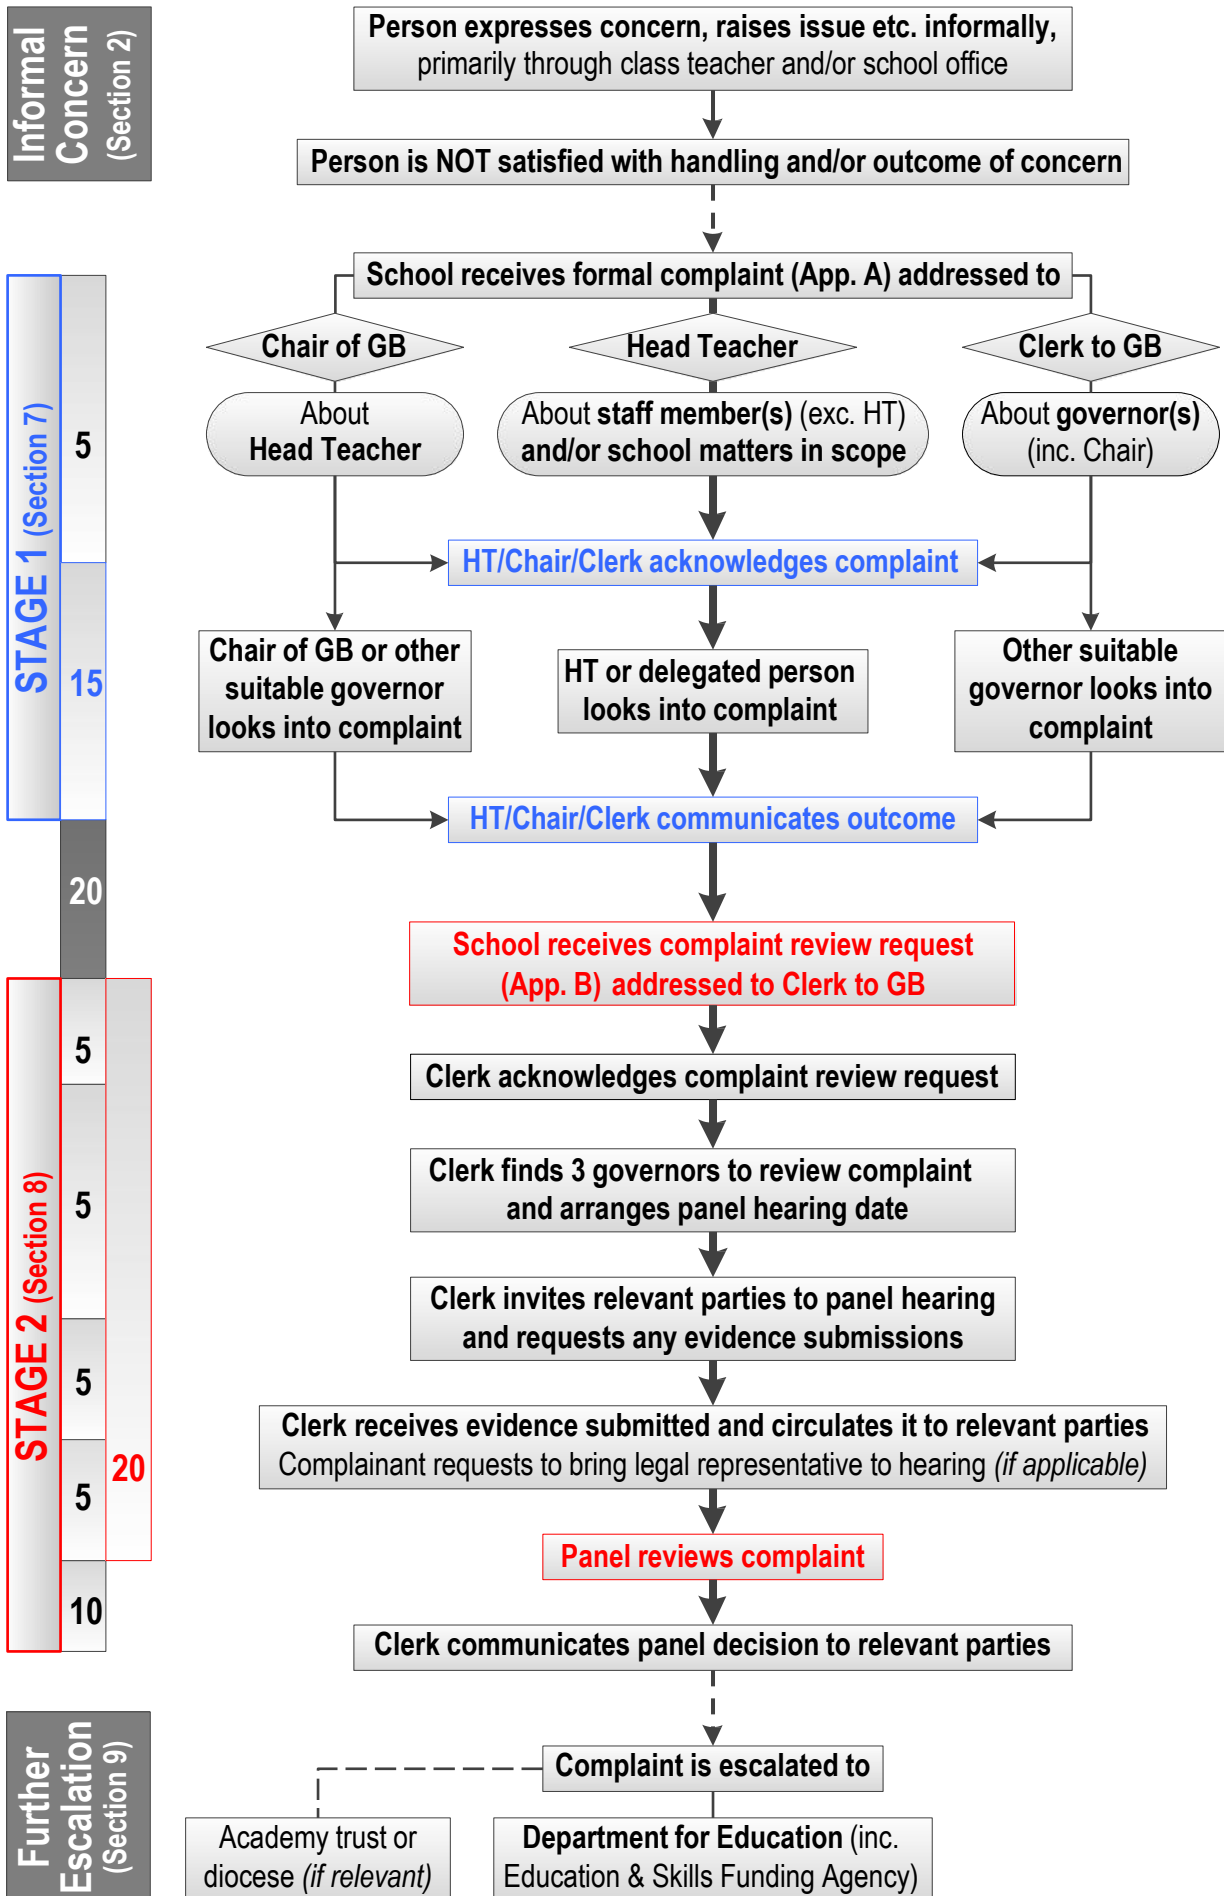 Informal
Concern
(Section 2)
Person expresses concern, raises issue etc. informally,
primarily through class teacher and/or school office
Person is NOT satisfied with handling and/or outcome of concern
STAGE 1 (Section 7)
5
15
School receives formal complaint (App. A) addressed to
Chair of GB
Head Teacher
Clerk to GB
About
Head Teacher
About staff member(s) (exc. HT)
and/or school matters in scope
About governor(s)
(inc. Chair)
HT/Chair/Clerk acknowledges complaint
Chair of GB or other
suitable governor
looks into complaint
HT or delegated person
looks into complaint
Other suitable
governor looks into
complaint
HT/Chair/Clerk communicates outcome
20
School receives complaint review request
(App. B) addressed to Clerk to GB
STAGE 2 (Section 8)
5
5
5
5
20
10
Clerk acknowledges complaint review request
Clerk finds 3 governors to review complaint
and arranges panel hearing date
Clerk invites relevant parties to panel hearing
and requests any evidence submissions
Clerk receives evidence submitted and circulates it to relevant parties
Complainant requests to bring legal representative to hearing (if applicable)
Panel reviews complaint
Clerk communicates panel decision to relevant parties
Further
Escalation
(Section 9)
Complaint is escalated to
Academy trust or
diocese (if relevant)
Department for Education (inc.
Education & Skills Funding Agency)